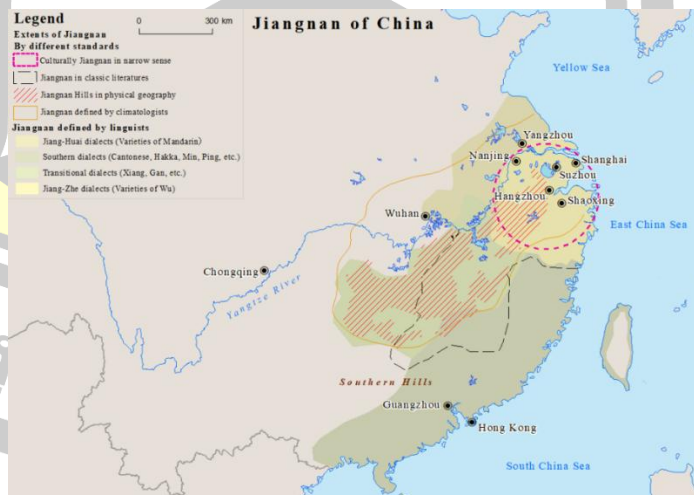 Jiangnan of China
Legend
0 300 km
Extents of Jiangnan
By different standards
Culturally Jiangnan in narrow sense
Jiangnan in classic literatures
Jiangnan Hills in physical geography
Jiangnan defined by climatologists
Jiangnan defined by linguists
Jiang-Huai dialects (Varieties of Mandarin)
Southern dialects (Cantonese, Hakka, Min, Ping, etc.)
Transitional dialects (Xiang, Gan, etc.)
Jiang-Zhe dialects (Varieties of Wu)
Yellow Sea
Yangzhou
Nanjing
Shanghai
Suzhou
Hangzhou
Shaoxing
Wuhan
East China Sea
Chongqing
Yangtze River
Southern Hills
Guangzhou
Hong Kong
South China Sea